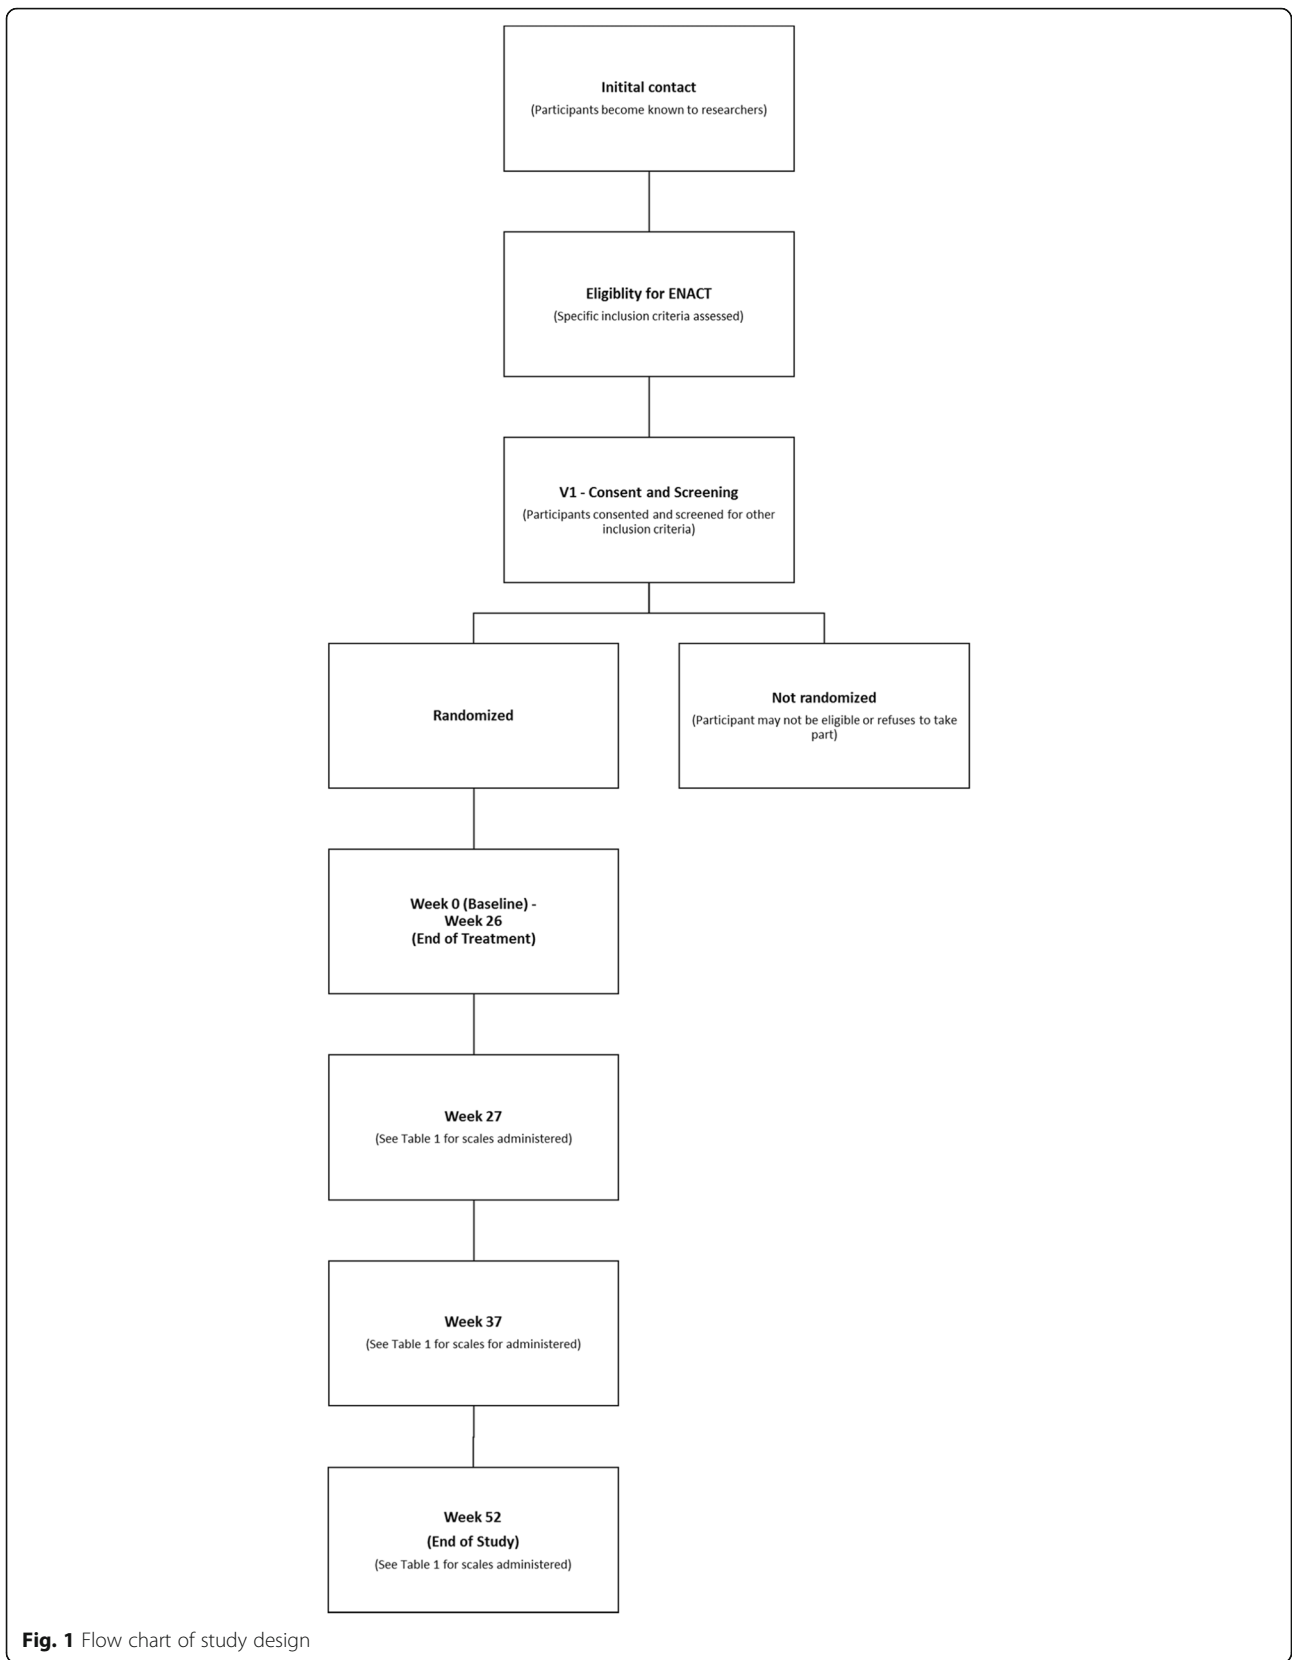 Initital contact
(Participants become known to researchers)
Eligiblity for ENACT
(Specific inclusion criteria assessed)
V1 - Consent and Screening
(Participants consented and screened for other
inclusion criteria)
Randomized
Not randomized
(Participant may not be eligible or refuses to take
part)
Week 0 (Baseline) -
Week 26
(End of Treatment)
Week 27
(See Table 1 for scales administered)
Week 37
(See Table 1 for scales for administered)
Week 52
(End of Study)
(See Table 1 for scales administered)
Fig. 1 Flow chart of study design